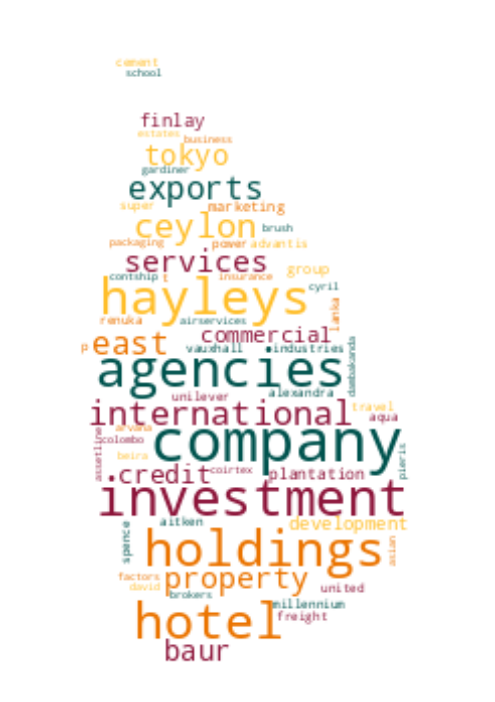 cement
school
finlay
estates
business
tokyo
gardiner
exports
super marketing
ceylon brush
packaging power advantis
services
contship t insurance group
hayleys cyril
lanka
renuka airservices
commercial
p east vauxhall industries
dambakanda
agencies
unilever alexandra
international travel
aqua
arvana
colombo company
assetline
beira
pieris
credit coirtex plantation
investment
aitken development
spence
holdings
asian
factors property united
david
brokers
millennium
hotel freight
baur